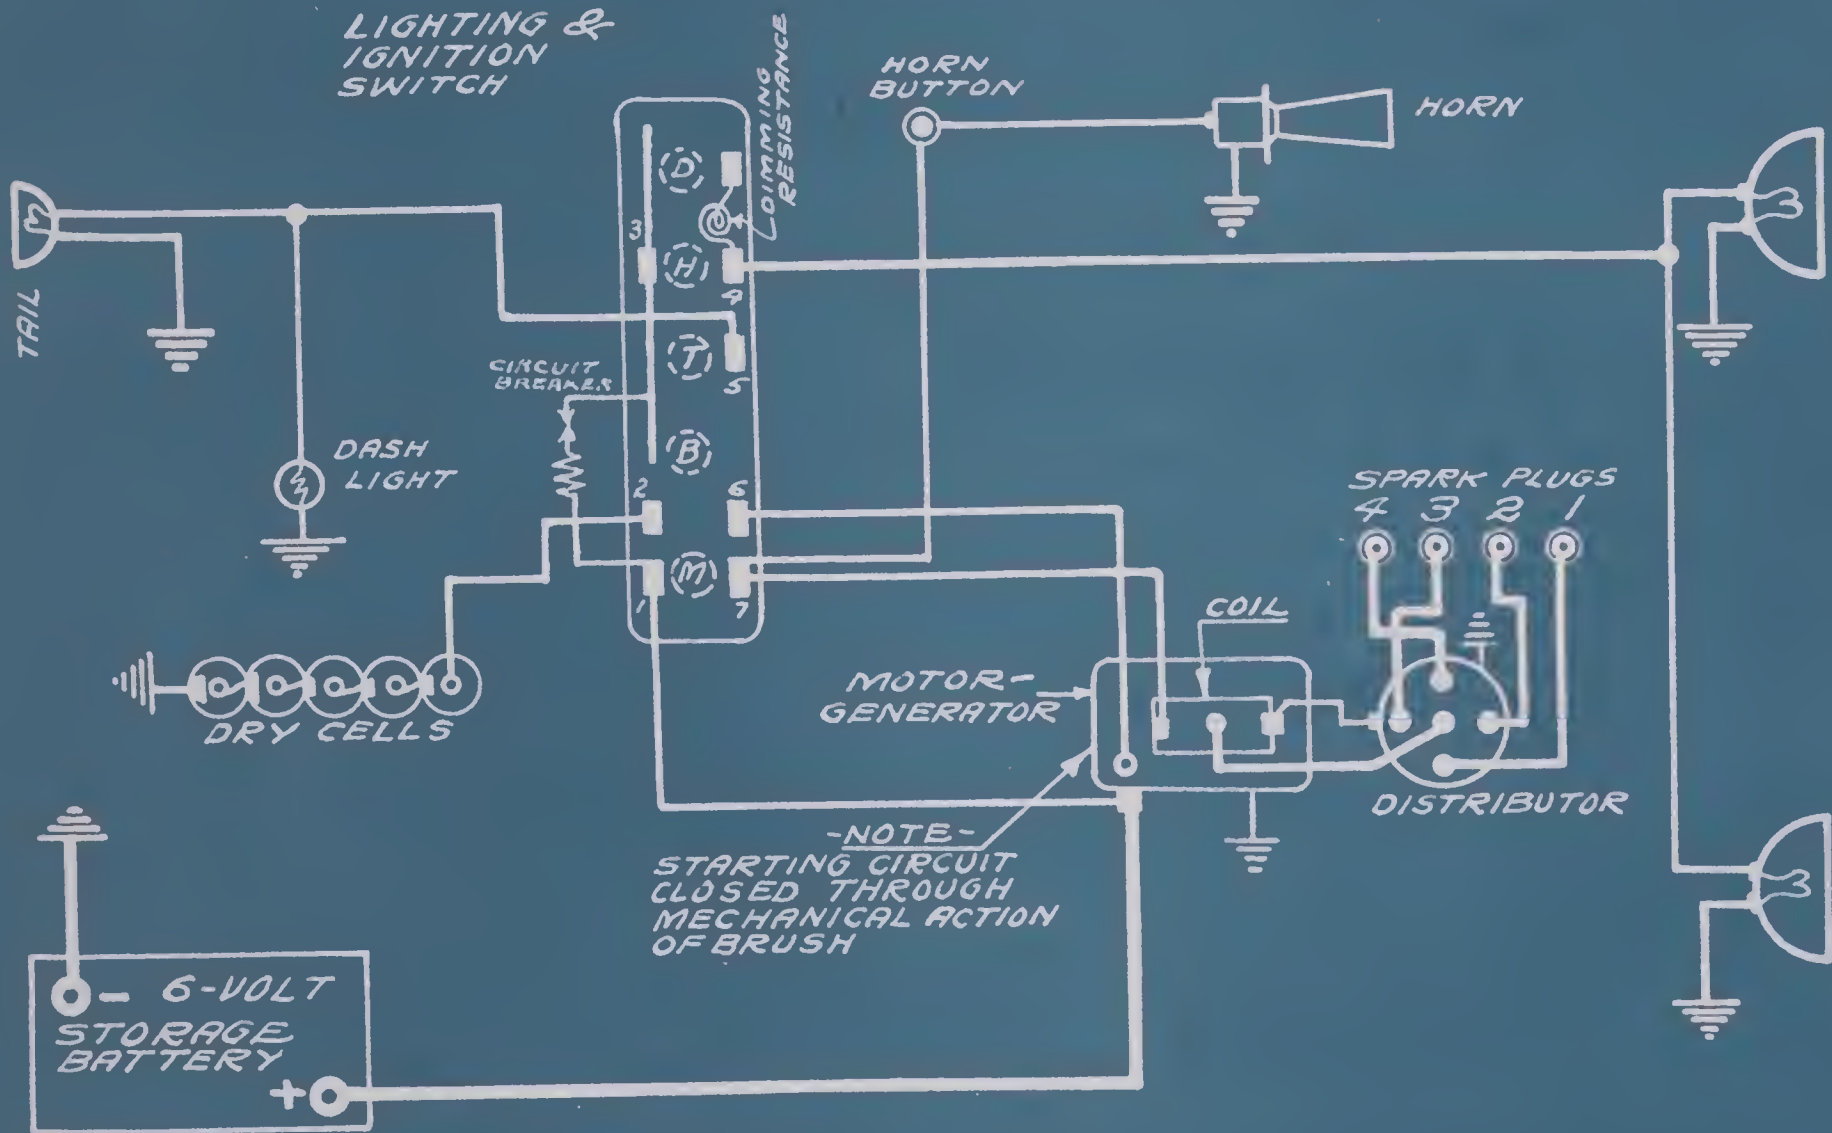 LIGHTING &
IGNITION
SWITCH
DIMMING
RESISTANCE
HORN
BUTTON
HORN
D
3
H
4
TAIL
T
5
CIRCUIT
BREAKER
B
DASH
LIGHT
2
6
M
1
7
SPARK PLUGS
4 3 2 1
COIL
MOTOR-
GENERATOR
DRY CELLS
DISTRIBUTOR
-NOTE-
STARTING CIRCUIT
CLOSED THROUGH
MECHANICAL ACTION
OF BRUSH
- 6-VOLT
STORAGE
BATTERY
+